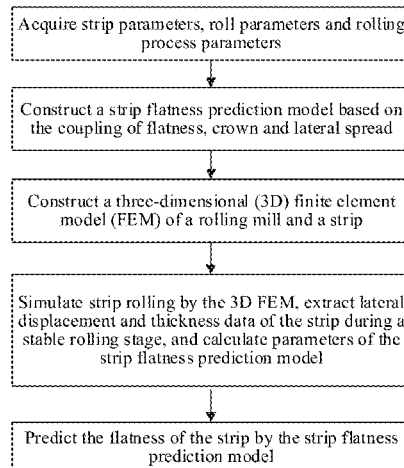 Acquire strip parameters, roll parameters and rolling
process parameters
Construct a strip flatness prediction model based on
the coupling of flatness, crown and lateral spread
Construct a three-dimensional (3D) finite element
model (FEM) of a rolling mill and a strip
Simulate strip rolling by the 3D FEM, extract lateral
displacement and thickness data of the strip during a
stable rolling stage, and calculate parameters of the
strip flatness prediction model
Predict the flatness of the strip by the strip flatness
prediction model